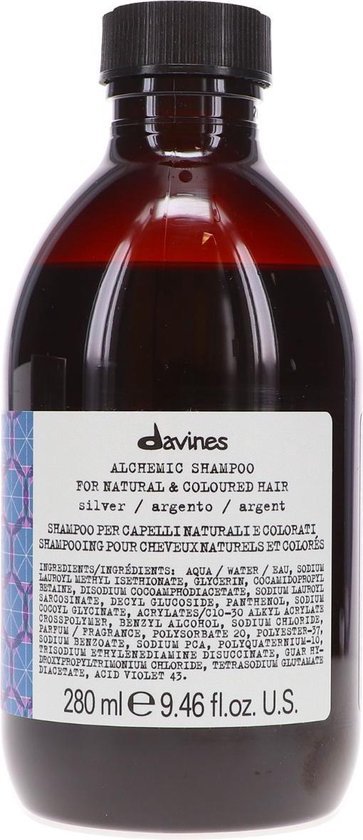 davines
ALCHEMIC SHAMPOO
FOR NATURAL & COLOURED HAIR
silver / argento / argent
SHAMPOO PER CAPELLI NATURALI E COLORATI
SHAMPOOING POUR CHEVEUX NATURELS ET COLORÉS
INGREDIENTS/INGREDIENTI: AQUA / WATER / EAU, SODIUM
LAUROYL METHYL ISETHIONATE, GLYCERIN, COCAMIDOPROPYL
BETAINE, DISODIUM COCOAMPHODIACETATE, SODIUM LAUROYL
SARCOSINATE, DECYL GLUCOSIDE, PANTHENOL, SODIUM
COCOYL GLYCINATE, ACRYLATES/C10-30 ALKYL ACRYLATE
CROSSPOLYMER, BENZYL ALCOHOL, SODIUM CHLORIDE,
PARFUM / FRAGRANCE, POLYSORBATE 20, POLYESTER-37,
SODIUM BENZOATE, SODIUM PCA, POLYQUATERNIUM-10,
TRISODIUM ETHYLENEDIAMINE DISUCCINATE, GUAR HY-
DROXYPROPYLTRIMONIUM CHLORIDE, TETRASODIUM GLUTAMATE
DIACETATE, ACID VIOLET 43.
280 ml ℮ 9.46 fl.oz. U.S.